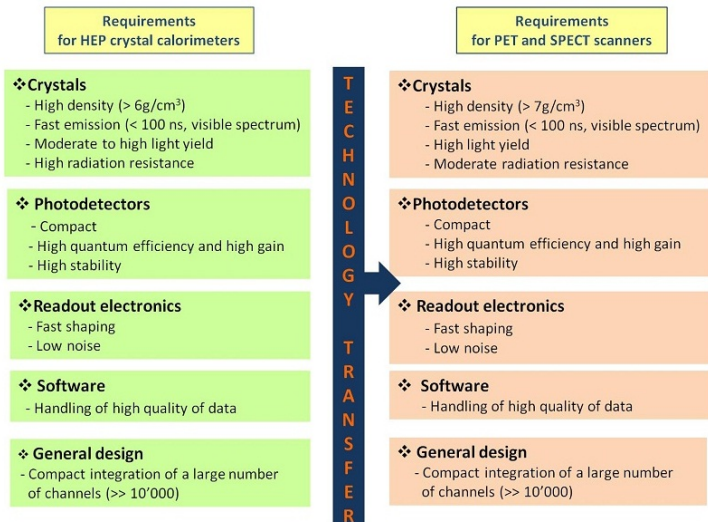 Requirements
for HEP crystal calorimeters
❖Crystals
- High density (> 6g/cm³)
- Fast emission (< 100 ns, visible spectrum)
- Moderate to high light yield
- High radiation resistance
❖ Photodetectors
- Compact
- High quantum efficiency and high gain
- High stability
❖Readout electronics
- Fast shaping
- Low noise
❖ Software
- Handling of high quality of data
❖ General design
- Compact integration of a large number
of channels (>> 10’000)
TECHNOLOGY TRANSFER
Requirements
for PET and SPECT scanners
❖Crystals
- High density (> 7g/cm³)
- Fast emission (< 100 ns, visible spectrum)
- High light yield
- Moderate radiation resistance
❖Photodetectors
- Compact
- High quantum efficiency and high gain
- High stability
❖ Readout electronics
- Fast shaping
- Low noise
❖ Software
- Handling of high quality of data
❖ General design
- Compact integration of a large number
of channels (>> 10’000)